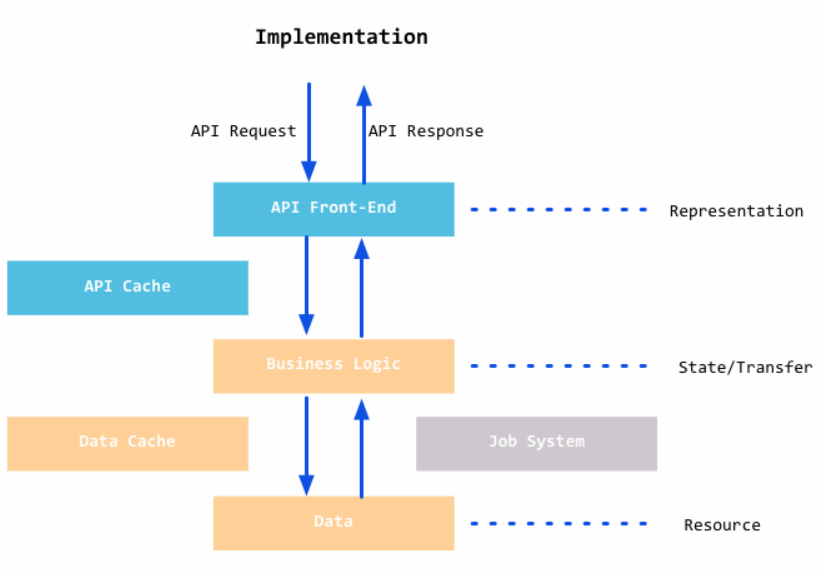 Implementation
API Request
API Response
API Front-End
Representation
API Cache
Business Logic
State/Transfer
Data Cache
Job System
Data
Resource